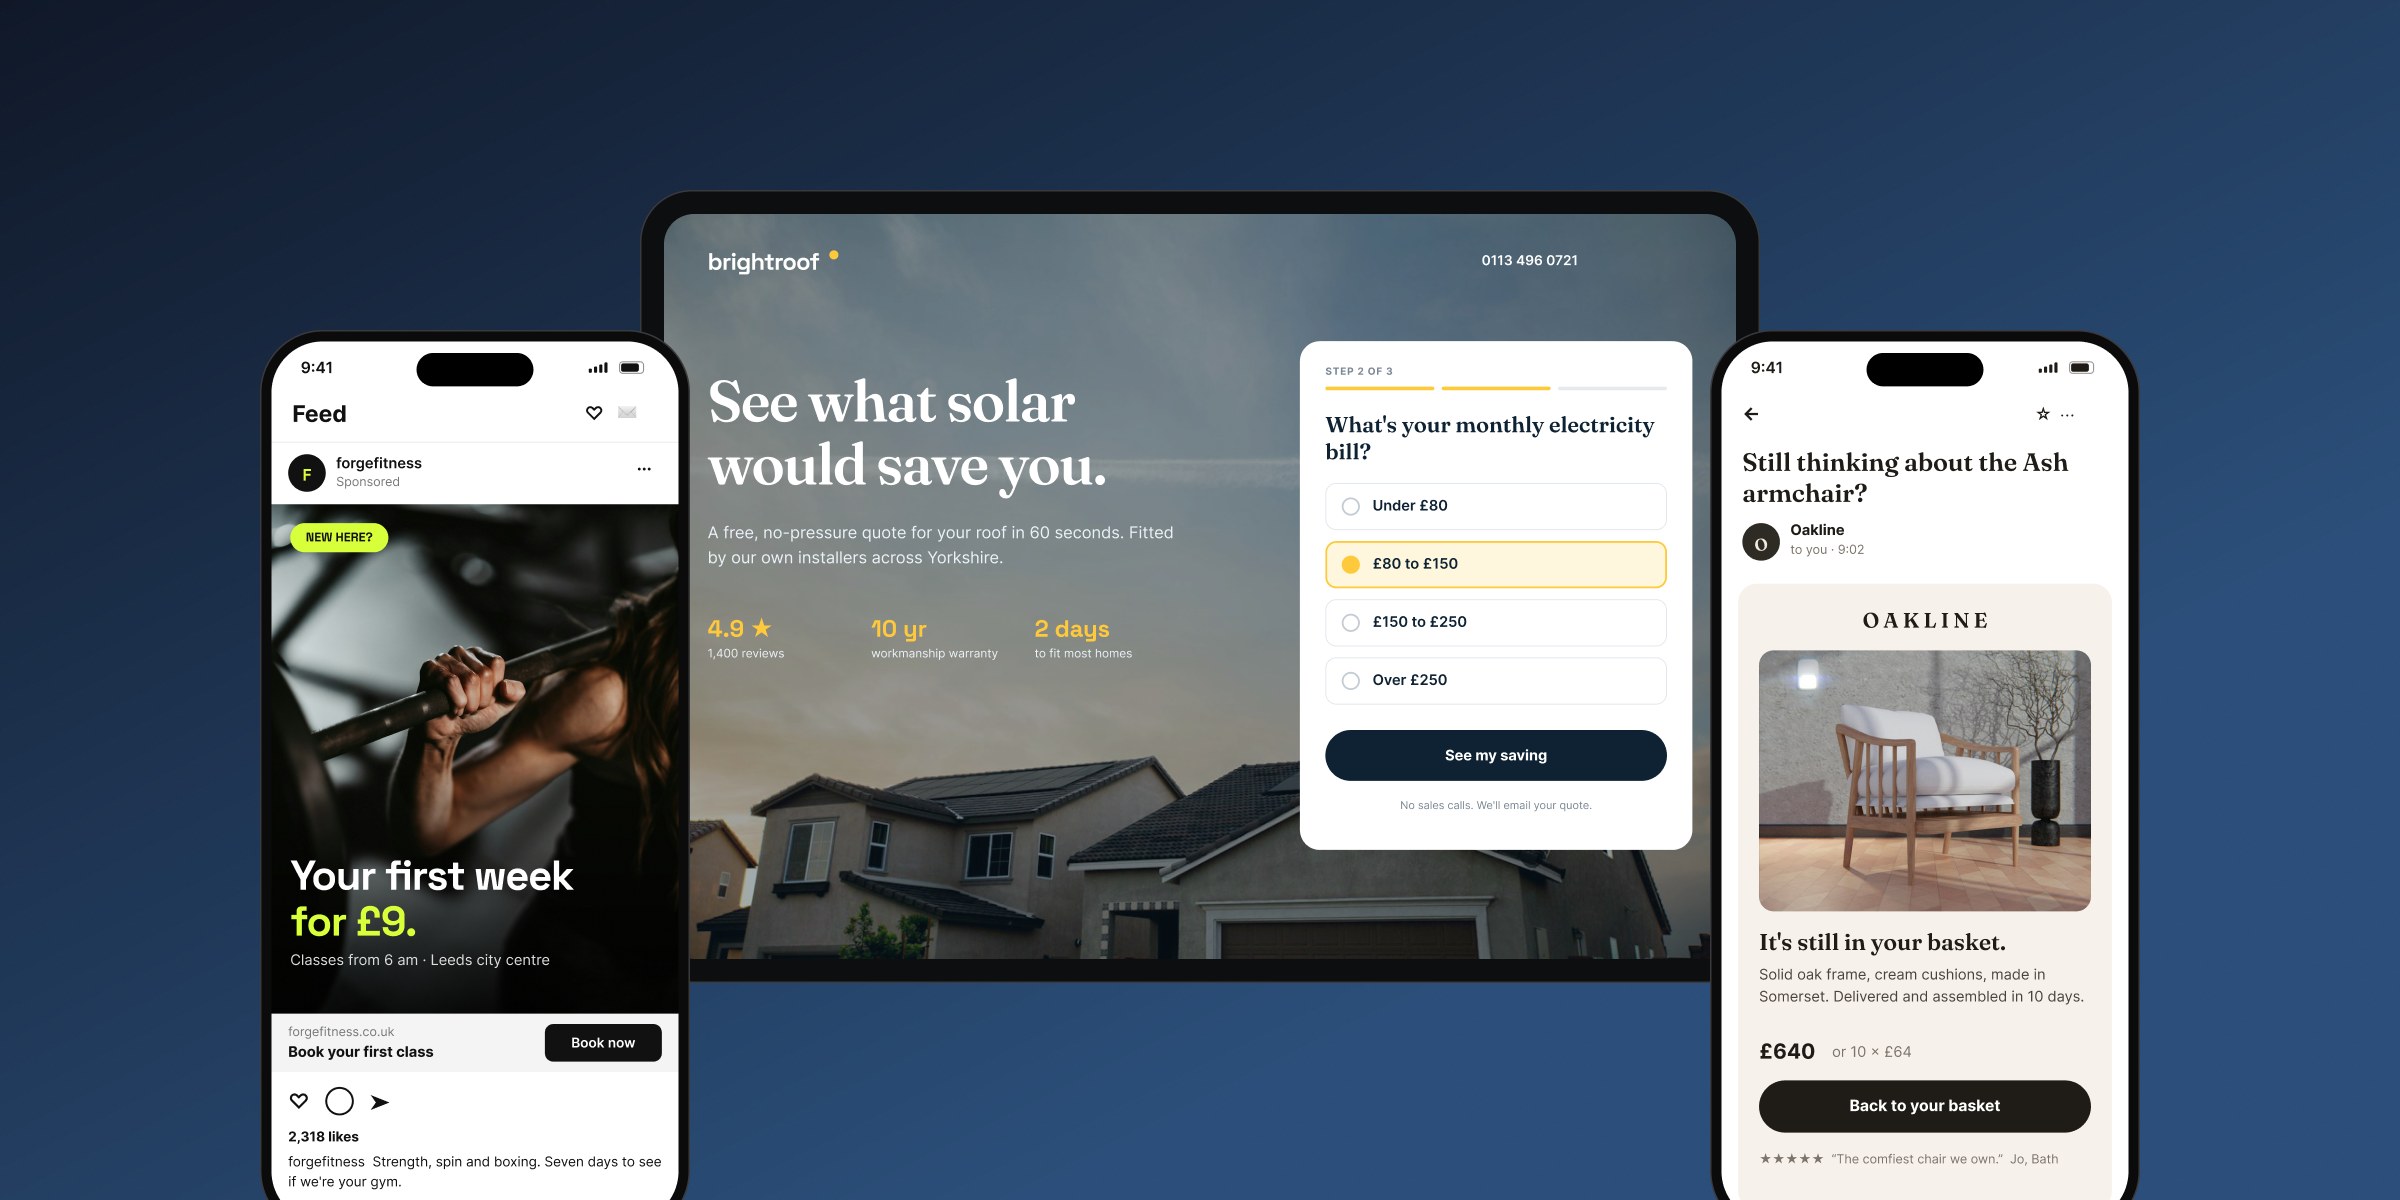 9:41
Feed
F
forgefitness
Sponsored
NEW HERE?
Your first week
for £9.
Classes from 6 am · Leeds city centre
forgefitness.co.uk
Book your first class
Book now
2,318 likes
forgefitness Strength, spin and boxing. Seven days to see
if we're your gym.
brightroof
0113 496 0721
See what solar
would save you.
A free, no-pressure quote for your roof in 60 seconds. Fitted
by our own installers across Yorkshire.
4.9 ★
1,400 reviews
10 yr
workmanship warranty
2 days
to fit most homes
STEP 2 OF 3
What's your monthly electricity
bill?
Under £80
£80 to £150
£150 to £250
Over £250
See my saving
No sales calls. We'll email your quote.
9:41
Still thinking about the Ash
armchair?
O
Oakline
to you · 9:02
OAKLINE
It's still in your basket.
Solid oak frame, cream cushions, made in
Somerset. Delivered and assembled in 10 days.
£640 or 10 × £64
Back to your basket
★★★★★ “The comfiest chair we own.” Jo, Bath